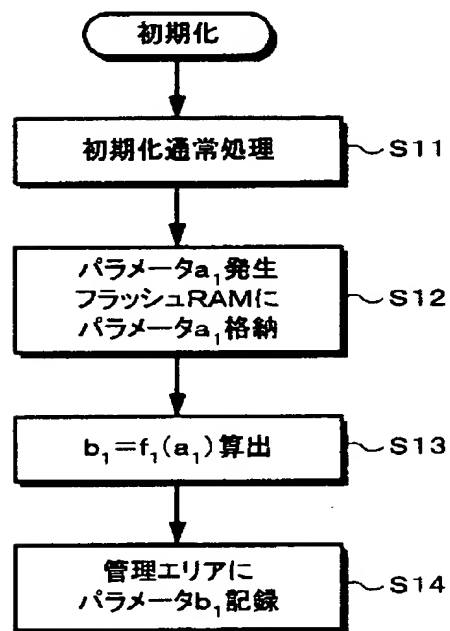 初期化
初期化通常処理
S11
パラメータa₁発生
フラッシュRAMに
パラメータa₁格納
S12
b₁=f₁(a₁)算出
S13
管理エリアに
パラメータb₁記録
S14